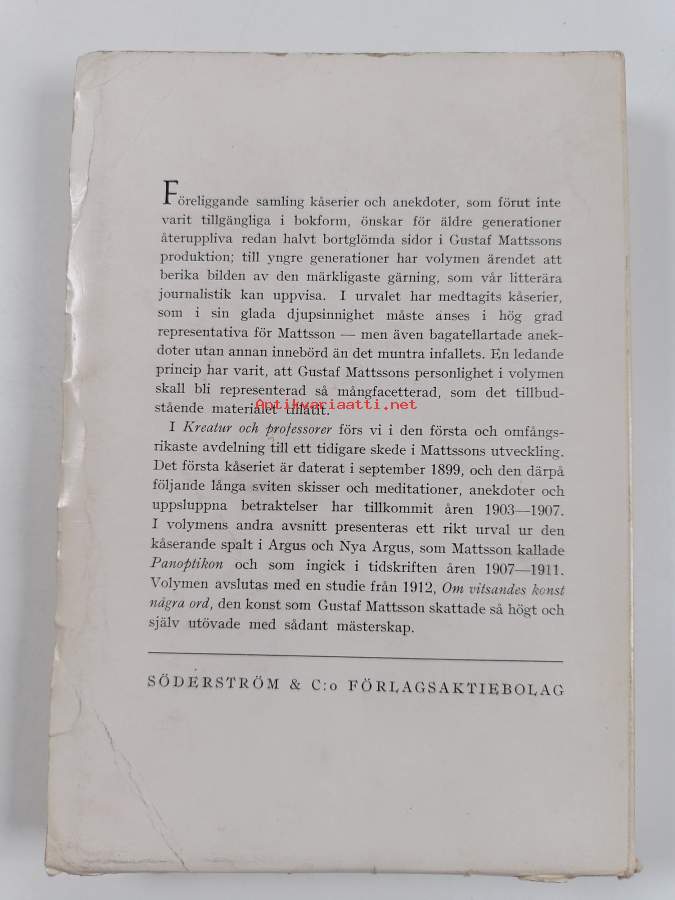 Föreliggande samling kåserier och anekdoter, som förut inte
varit tillgängliga i bokform, önskar för äldre generationer
återuppliva redan halvt bortglömda sidor i Gustaf Mattssons
produktion; till yngre generationer har volymen ärendet att
berika bilden av den märkligaste gärning, som vår litterära
journalistik kan uppvisa. I urvalet har medtagits kåserier,
som i sin glada djupsinnighet måste anses i hög grad
representativa för Mattsson — men även bagatellartade anek-
doter utan annan innebörd än det muntra infallets. En ledande
princip har varit, att Gustaf Mattssons personlighet i volymen
skall bli representerad så mångfacetterad, som det tillbuds-
stående materialet tillåtit.
Antikvariaatti.net
I Kreatur och professorer förs vi i den första och omfångs-
rikaste avdelning till ett tidigare skede i Mattssons utveckling.
Det första kåseriet är daterat i september 1899, och den därpå
följande långa sviten skisser och meditationer, anekdoter och
uppsluppna betraktelser har tillkommit åren 1903—1907.
I volymens andra avsnitt presenteras ett rikt urval ur den
kåserande spalt i Argus och Nya Argus, som Mattsson kallade
Panoptikon och som ingick i tidskriften åren 1907—1911.
Volymen avslutas med en studie från 1912, Om vitsandes konst
några ord, den konst som Gustaf Mattsson skattade så högt och
själv utövade med sådant mästerskap.
SÖDERSTRÖM & C:o FÖRLAGSAKTIEBOLAG